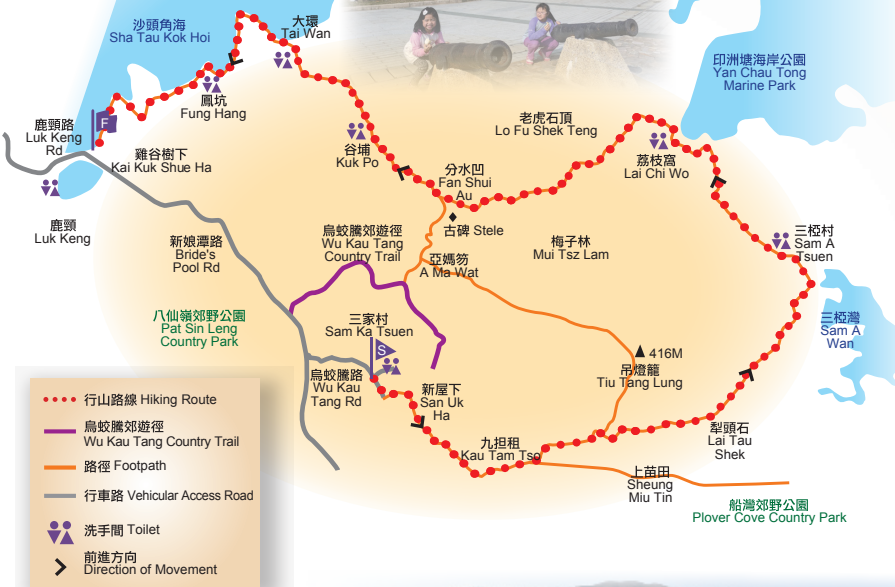 沙頭角海
Sha Tau Kok Hoi
大環
Tai Wan
印洲塘海岸公園
Yan Chau Tong
Marine Park
鳳坑
Fung Hang
F
鹿頸路
Luk Keng
Rd
雞谷樹下
Kai Kuk Shue Ha
谷埔
Kuk Po
老虎石頂
Lo Fu Shek Teng
荔枝窩
Lai Chi Wo
分水凹
Fan Shui
Au
古碑 Stele
鹿頸
Luk Keng
新娘潭路
Bride's
Pool Rd
烏蛟騰郊遊徑
Wu Kau Tang
Country Trail
亞媽笏
A Ma Wat
梅子林
Mui Tsz Lam
三椏村
Sam A
Tsuen
三椏灣
Sam A
Wan
八仙嶺郊野公園
Pat Sin Leng
Country Park
三家村
Sam Ka Tsuen
S
416M
吊燈籠
Tiu Tang Lung
烏蛟騰路
Wu Kau
Tang Rd
新屋下
San Uk
Ha
九担租
Kau Tam Tso
犁頭石
Lai Tau
Shek
上苗田
Sheung
Miu Tin
船灣郊野公園
Plover Cove Country Park
行山路線 Hiking Route
烏蛟騰郊遊徑
Wu Kau Tang Country Trail
路徑 Footpath
行車路 Vehicular Access Road
洗手間 Toilet
前進方向
Direction of Movement